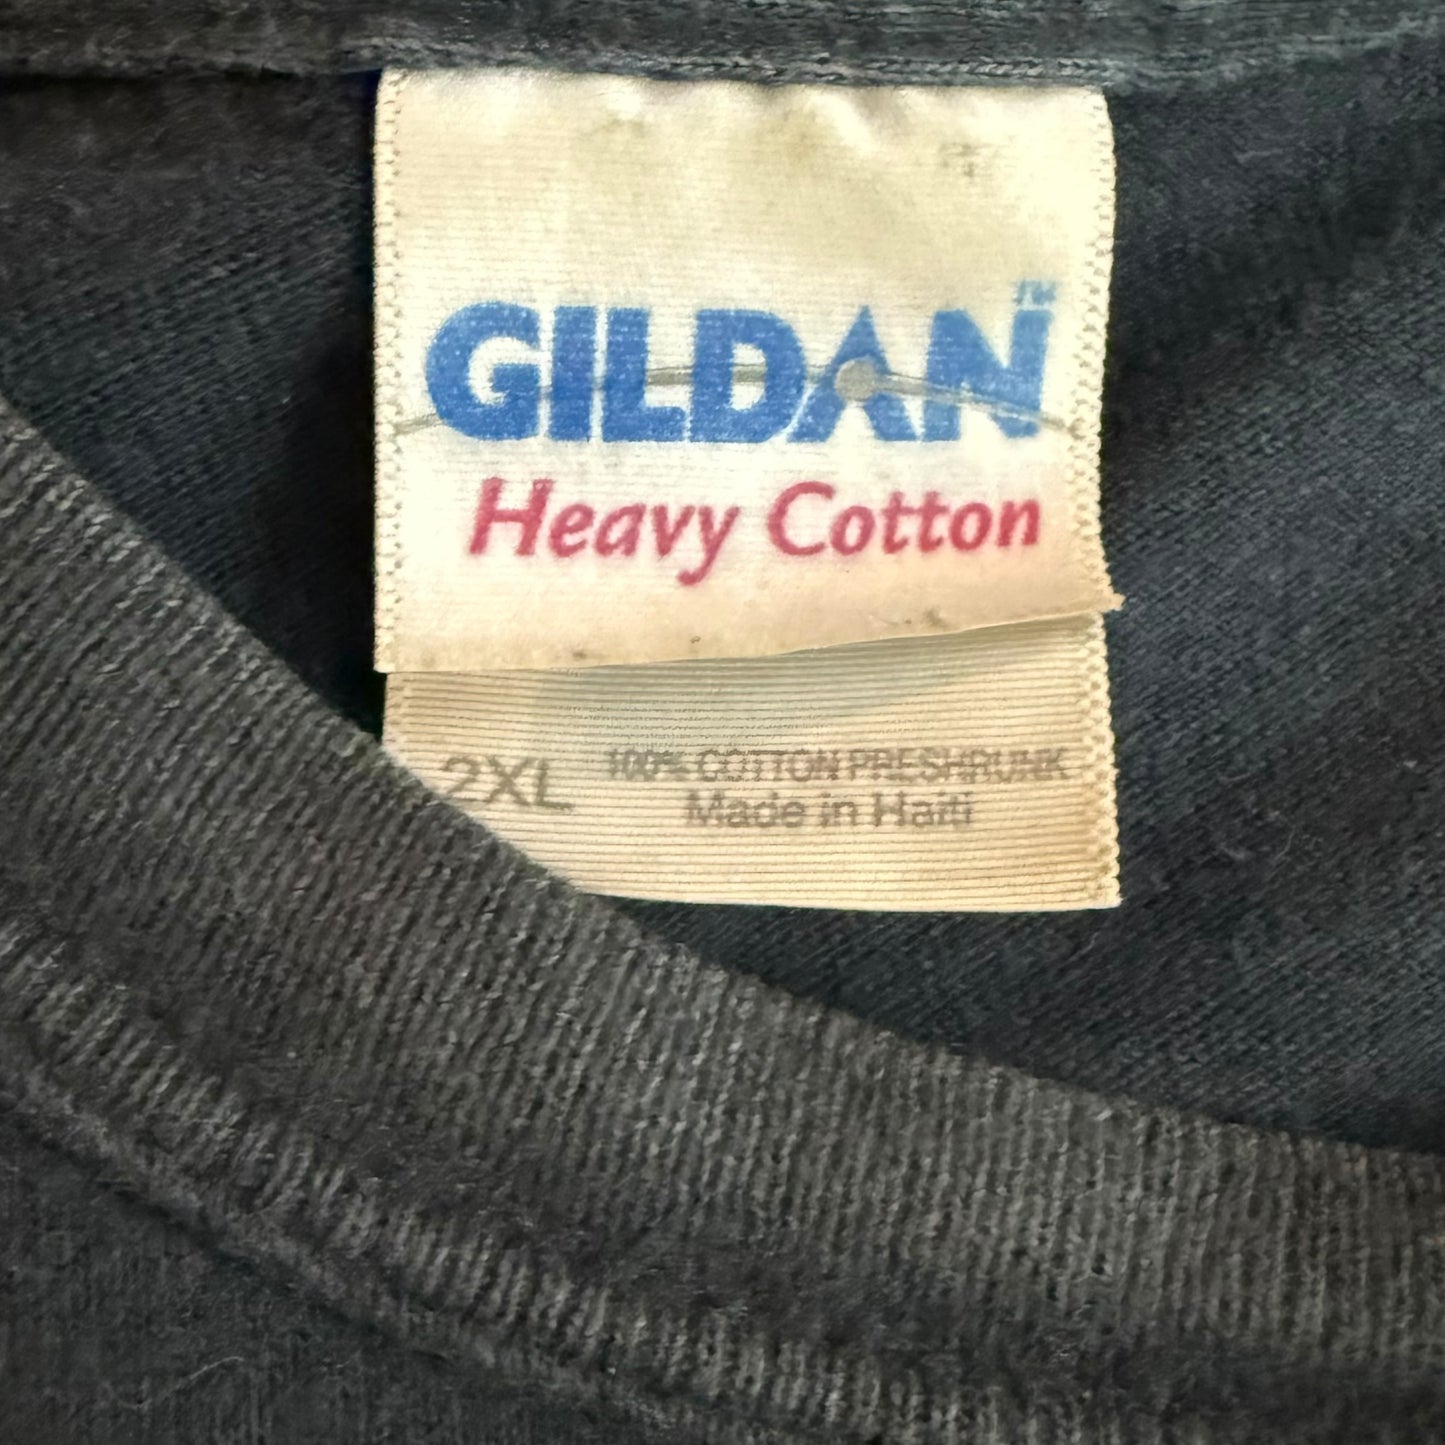 GILDAN™
Heavy Cotton
2XL
100% COTTON PRESHRUNK
Made in Haiti